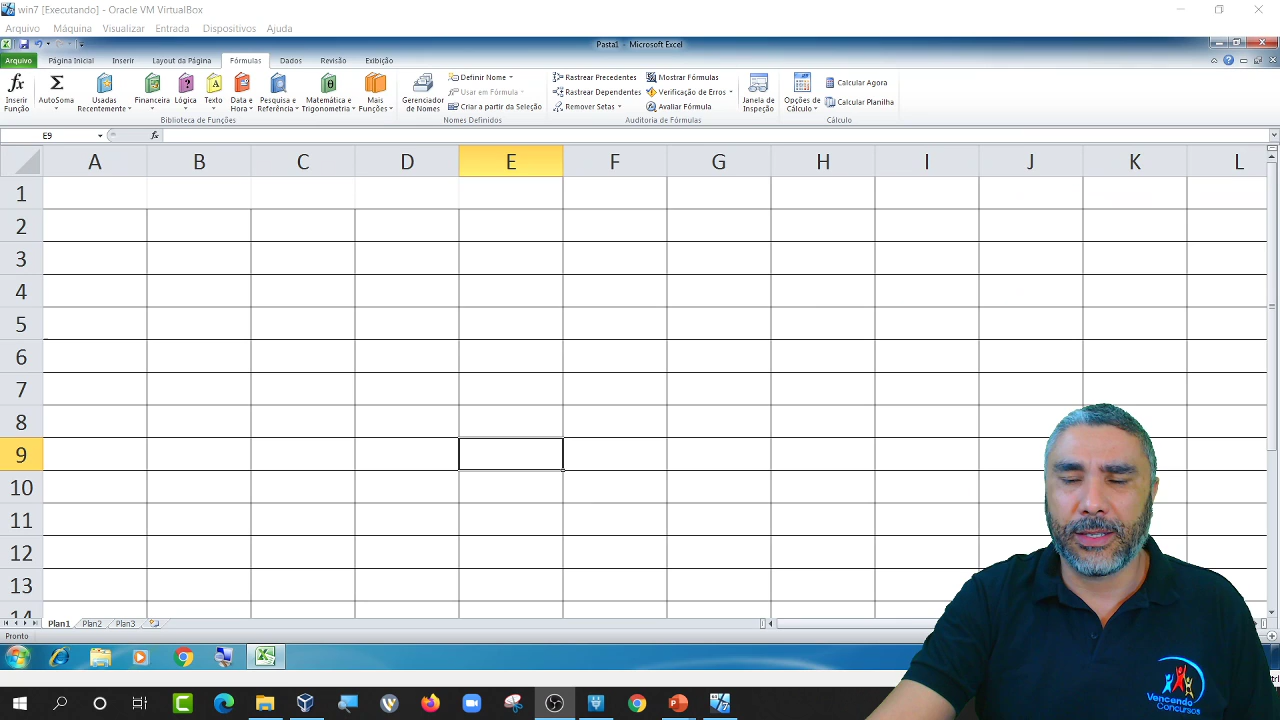 win7 [Executando] - Oracle VM VirtualBox
Arquivo Máquina Visualizar Entrada Dispositivos Ajuda
Pasta1 - Microsoft Excel
Arquivo Página Inicial Inserir Layout da Página Fórmulas Dados Revisão Exibição
Inserir Função
AutoSoma
Usadas Recentemente
Financeira
Lógica
Texto
Data e Hora
Pesquisa e Referência
Matemática e Trigonometria
Mais Funções
Biblioteca de Funções
Gerenciador de Nomes
Definir Nome
Usar em Fórmula
Criar a partir da Seleção
Nomes Definidos
Rastrear Precedentes
Rastrear Dependentes
Remover Setas
Mostrar Fórmulas
Verificação de Erros
Avaliar Fórmula
Auditoria de Fórmulas
Janela de Inspeção
Opções de Cálculo
Calcular Agora
Calcular Planilha
Cálculo
E9 fx
A B C D E F G H I J K L
1
2
3
4
5
6
7
8
9
10
11
12
13
14
Plan1 Plan2 Plan3
Pronto
Vencendo
Concursos